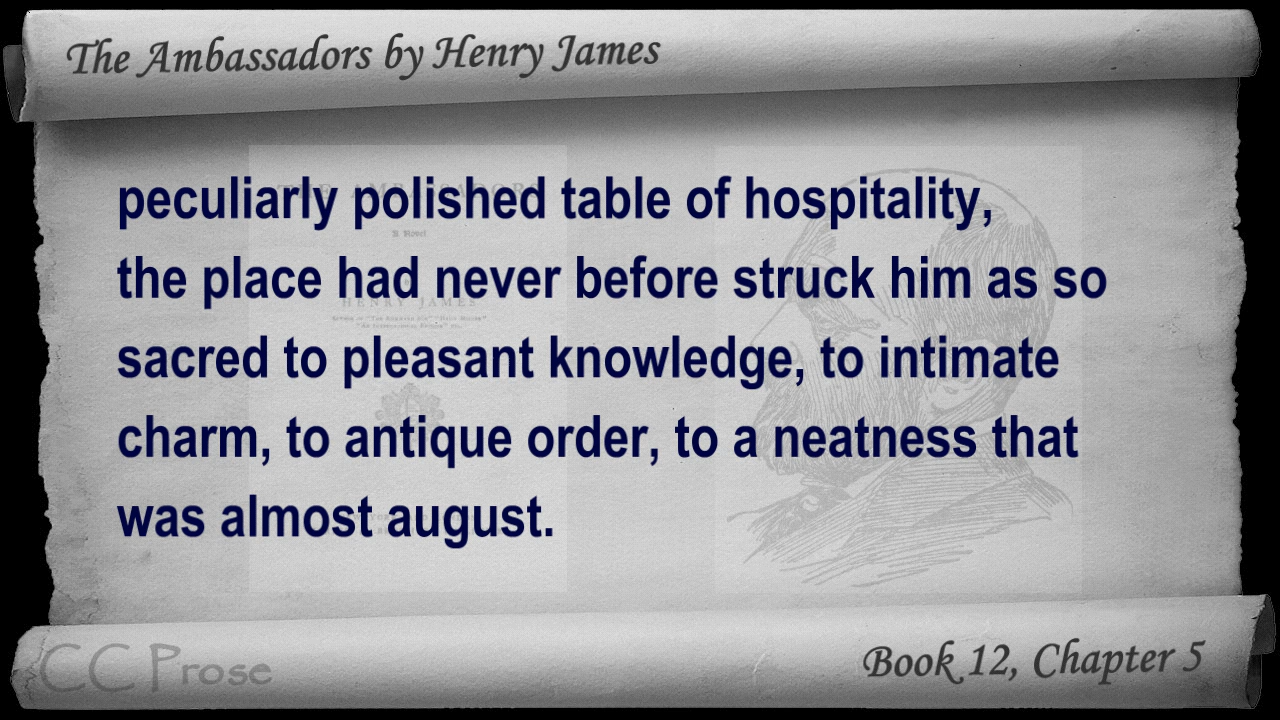 The Ambassadors by Henry James
peculiarly polished table of hospitality,
the place had never before struck him as so
sacred to pleasant knowledge, to intimate
charm, to antique order, to a neatness that
was almost august.
CC Prose
Book 12, Chapter 5